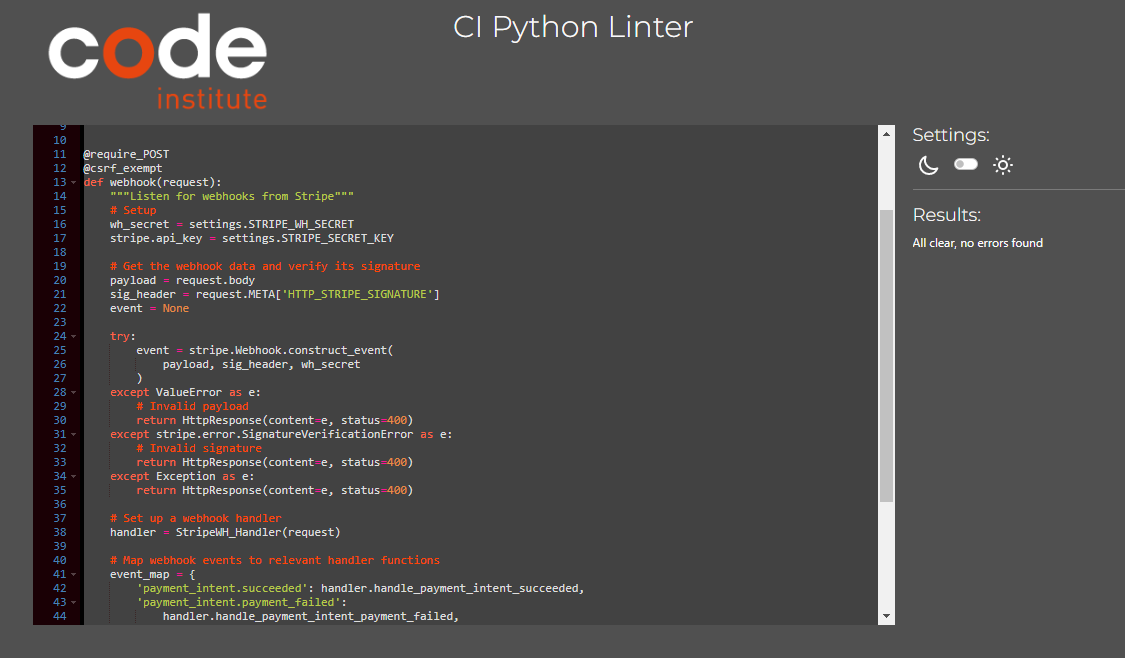 code
institute
CI Python Linter
9
10
11 @require_POST
12 @csrf_exempt
13 def webhook(request):
14     """Listen for webhooks from Stripe"""
15     # Setup
16     wh_secret = settings.STRIPE_WH_SECRET
17     stripe.api_key = settings.STRIPE_SECRET_KEY
18
19     # Get the webhook data and verify its signature
20     payload = request.body
21     sig_header = request.META['HTTP_STRIPE_SIGNATURE']
22     event = None
23
24     try:
25         event = stripe.Webhook.construct_event(
26             payload, sig_header, wh_secret
27         )
28     except ValueError as e:
29         # Invalid payload
30         return HttpResponse(content=e, status=400)
31     except stripe.error.SignatureVerificationError as e:
32         # Invalid signature
33         return HttpResponse(content=e, status=400)
34     except Exception as e:
35         return HttpResponse(content=e, status=400)
36
37     # Set up a webhook handler
38     handler = StripeWH_Handler(request)
39
40     # Map webhook events to relevant handler functions
41     event_map = {
42         'payment_intent.succeeded': handler.handle_payment_intent_succeeded,
43         'payment_intent.payment_failed':
44             handler.handle_payment_intent_payment_failed,
Settings:
Results:
All clear, no errors found